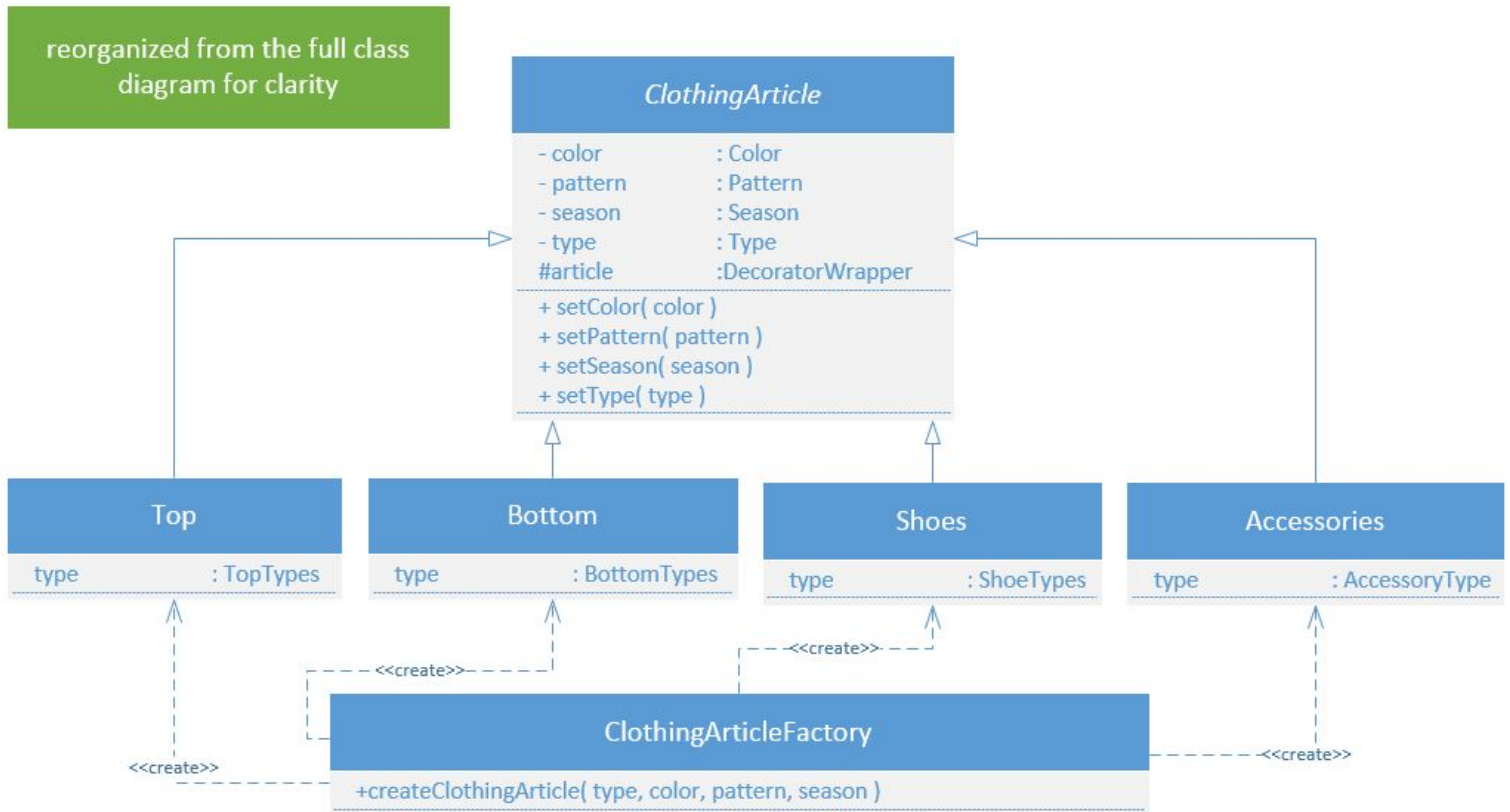 reorganized from the full class
diagram for clarity
ClothingArticle
- color : Color
- pattern : Pattern
- season : Season
- type : Type
#article :DecoratorWrapper
+ setColor( color )
+ setPattern( pattern )
+ setSeason( season )
+ setType( type )
Top
type : TopTypes
Bottom
type : BottomTypes
Shoes
type : ShoeTypes
Accessories
type : AccessoryType
<<create>>
<<create>>
<<create>>
<<create>>
ClothingArticleFactory
+createClothingArticle( type, color, pattern, season )